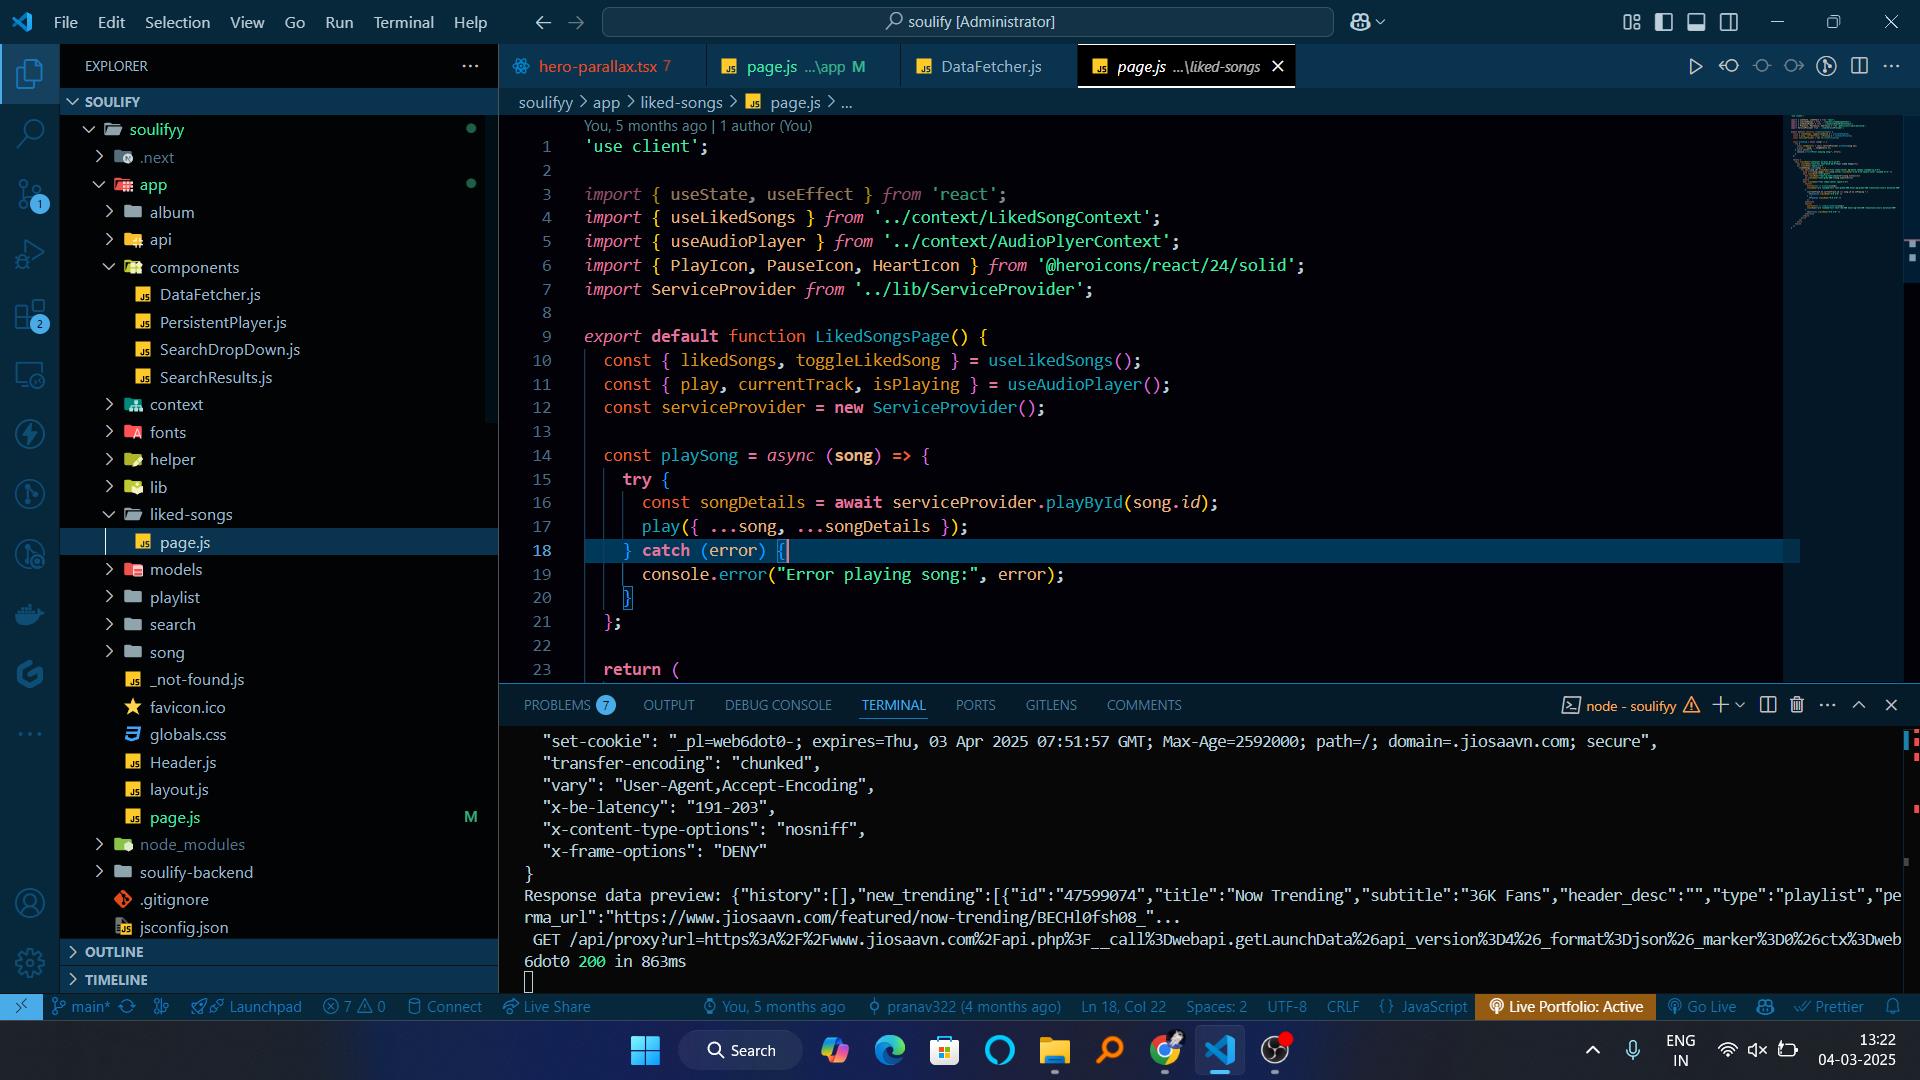 File Edit Selection View Go Run Terminal Help
soulify [Administrator]
EXPLORER
hero-parallax.tsx 7
page.js ...\app M
DataFetcher.js
page.js ...\liked-songs
SOULIFY
soulifyy > app > liked-songs > page.js > ...
soulifyy
.next
app
album
api
components
DataFetcher.js
PersistentPlayer.js
SearchDropDown.js
SearchResults.js
context
fonts
helper
lib
liked-songs
page.js
models
playlist
search
song
_not-found.js
favicon.ico
globals.css
Header.js
layout.js
page.js M
node_modules
soulify-backend
.gitignore
jsconfig.json
OUTLINE
TIMELINE
1
2
You, 5 months ago | 1 author (You)
1 'use client';
2
3 import { useState, useEffect } from 'react';
4 import { useLikedSongs } from '../context/LikedSongContext';
5 import { useAudioPlayer } from '../context/AudioPlyerContext';
6 import { PlayIcon, PauseIcon, HeartIcon } from '@heroicons/react/24/solid';
7 import ServiceProvider from '../lib/ServiceProvider';
8
9 export default function LikedSongsPage() {
10 const { likedSongs, toggleLikedSong } = useLikedSongs();
11 const { play, currentTrack, isPlaying } = useAudioPlayer();
12 const serviceProvider = new ServiceProvider();
13
14 const playSong = async (song) => {
15 try {
16 const songDetails = await serviceProvider.playById(song.id);
17 play({ ...song, ...songDetails });
18 } catch (error) {
19 console.error("Error playing song:", error);
20 }
21 };
22
23 return (
PROBLEMS 7 OUTPUT DEBUG CONSOLE TERMINAL PORTS GITLENS COMMENTS
node - soulifyy
"set-cookie": "_pl=web6dot0-; expires=Thu, 03 Apr 2025 07:51:57 GMT; Max-Age=2592000; path=/; domain=.jiosaavn.com; secure",
"transfer-encoding": "chunked",
"vary": "User-Agent,Accept-Encoding",
"x-be-latency": "191-203",
"x-content-type-options": "nosniff",
"x-frame-options": "DENY"
}
Response data preview: {"history":[],"new_trending":[{"id":"47599074","title":"Now Trending","subtitle":"36K Fans","header_desc":"","type":"playlist","pe
rma_url":"https://www.jiosaavn.com/featured/now-trending/BECHl0fsh08_"...
GET /api/proxy?url=https%3A%2F%2Fwww.jiosaavn.com%2Fapi.php%3F__call%3Dwebapi.getLaunchData%26api_version%3D4%26_format%3Djson%26_marker%3D0%26ctx%3Dweb
6dot0 200 in 863ms
main* Launchpad 7 0 Connect Live Share You, 5 months ago pranav322 (4 months ago) Ln 18, Col 22 Spaces: 2 UTF-8 CRLF {} JavaScript Live Portfolio: Active Go Live Prettier
Search
ENG
IN
13:22
04-03-2025